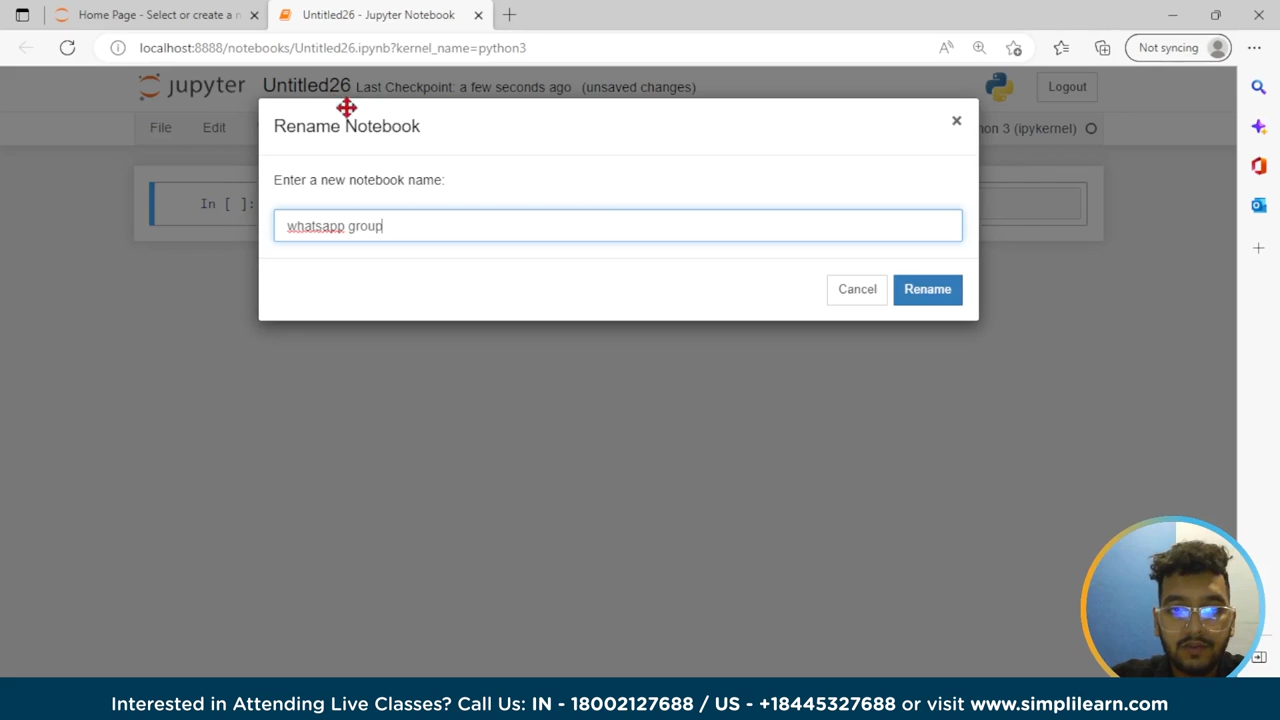 Home Page - Select or create a n
Untitled26 - Jupyter Notebook
localhost:8888/notebooks/Untitled26.ipynb?kernel_name=python3
Not syncing
jupyter Untitled26 Last Checkpoint: a few seconds ago (unsaved changes)
Logout
File Edit
hon 3 (ipykernel)
Rename Notebook
Enter a new notebook name:
In [ ]:
whatsapp group
Cancel Rename
Interested in Attending Live Classes? Call Us: IN - 18002127688 / US - +18445327688 or visit www.simplilearn.com